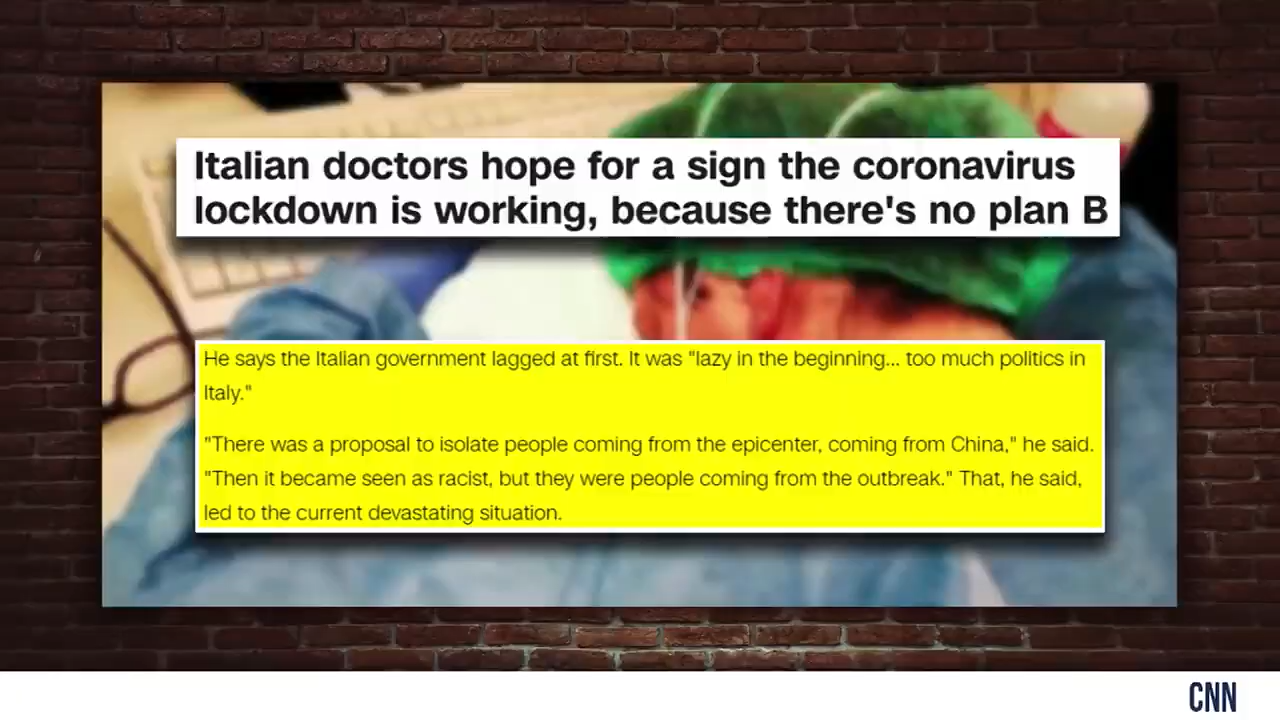 Italian doctors hope for a sign the coronavirus
lockdown is working, because there's no plan B
He says the Italian government lagged at first. It was "lazy in the beginning... too much politics in
Italy."
"There was a proposal to isolate people coming from the epicenter, coming from China," he said.
"Then it became seen as racist, but they were people coming from the outbreak." That, he said,
led to the current devastating situation.
CNN